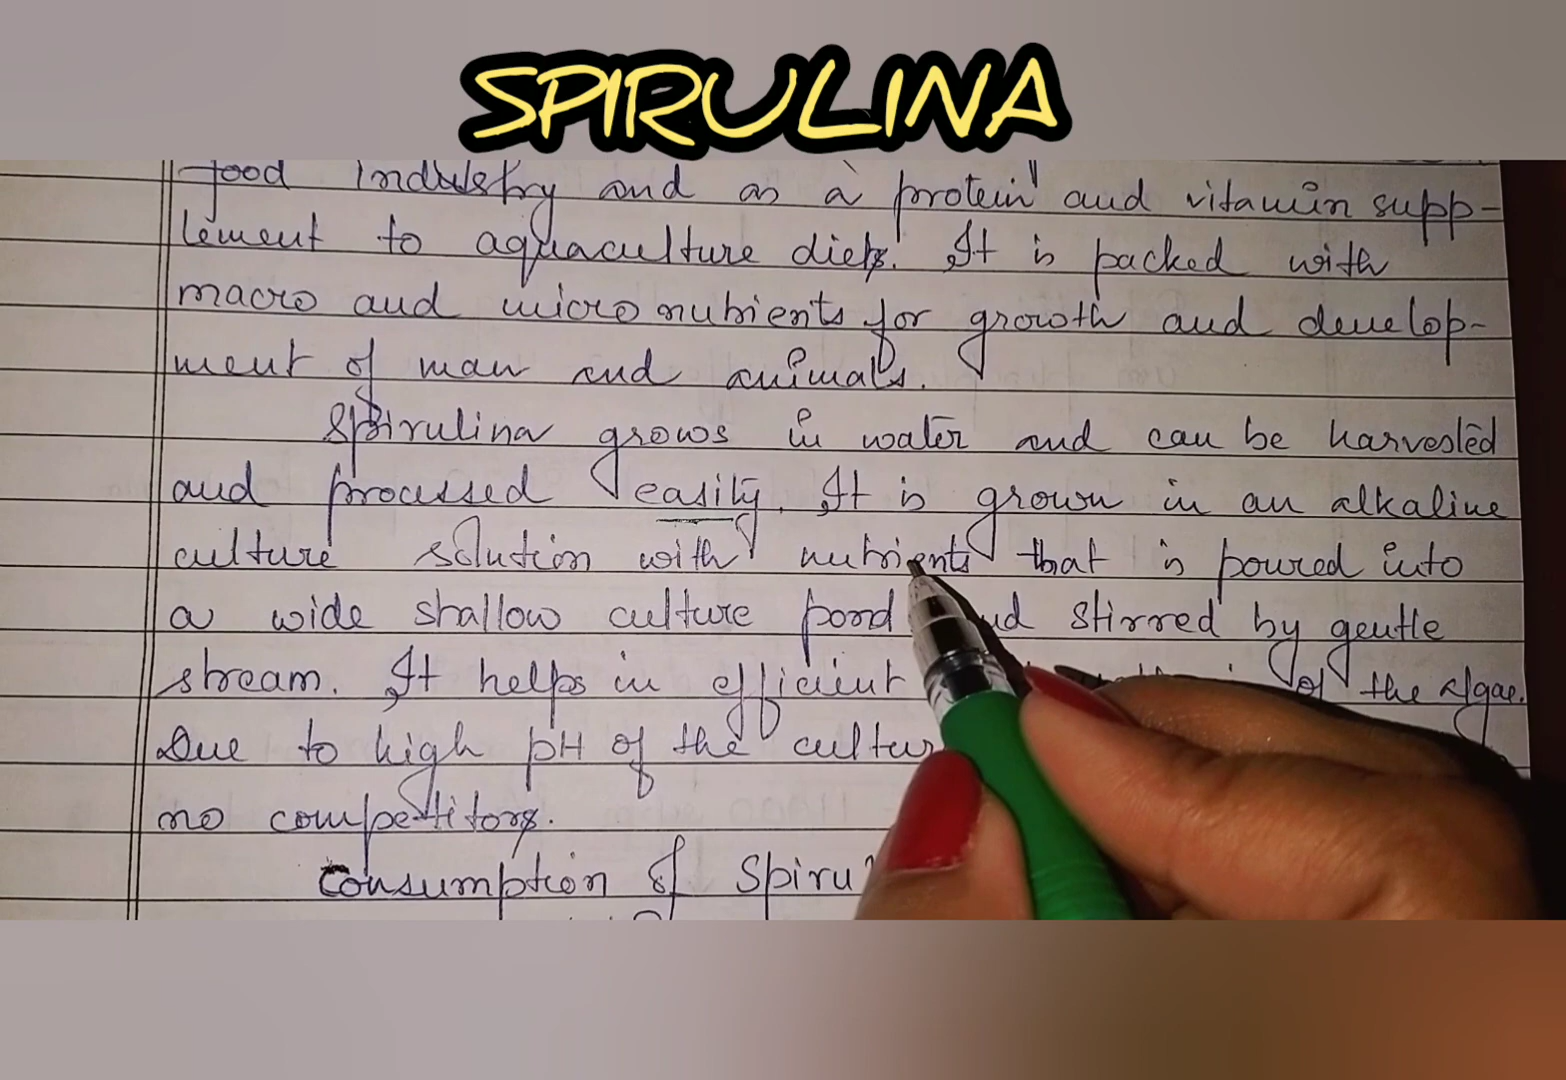 SPIRULINA
food industry and as a protein and vitamin supp-
lement to aquaculture diets. It is packed with
macro and micro nutrients for growth and develop-
ment of man and animals.
Spirulina grows in water and can be harvested
and processed easily. It is grown in an alkaline
culture solution with nutrients that is poured into
a wide shallow culture pond stirred by gentle
stream. It helps in efficient of the algae.
Due to high pH of the
no competitors.
Consumption of